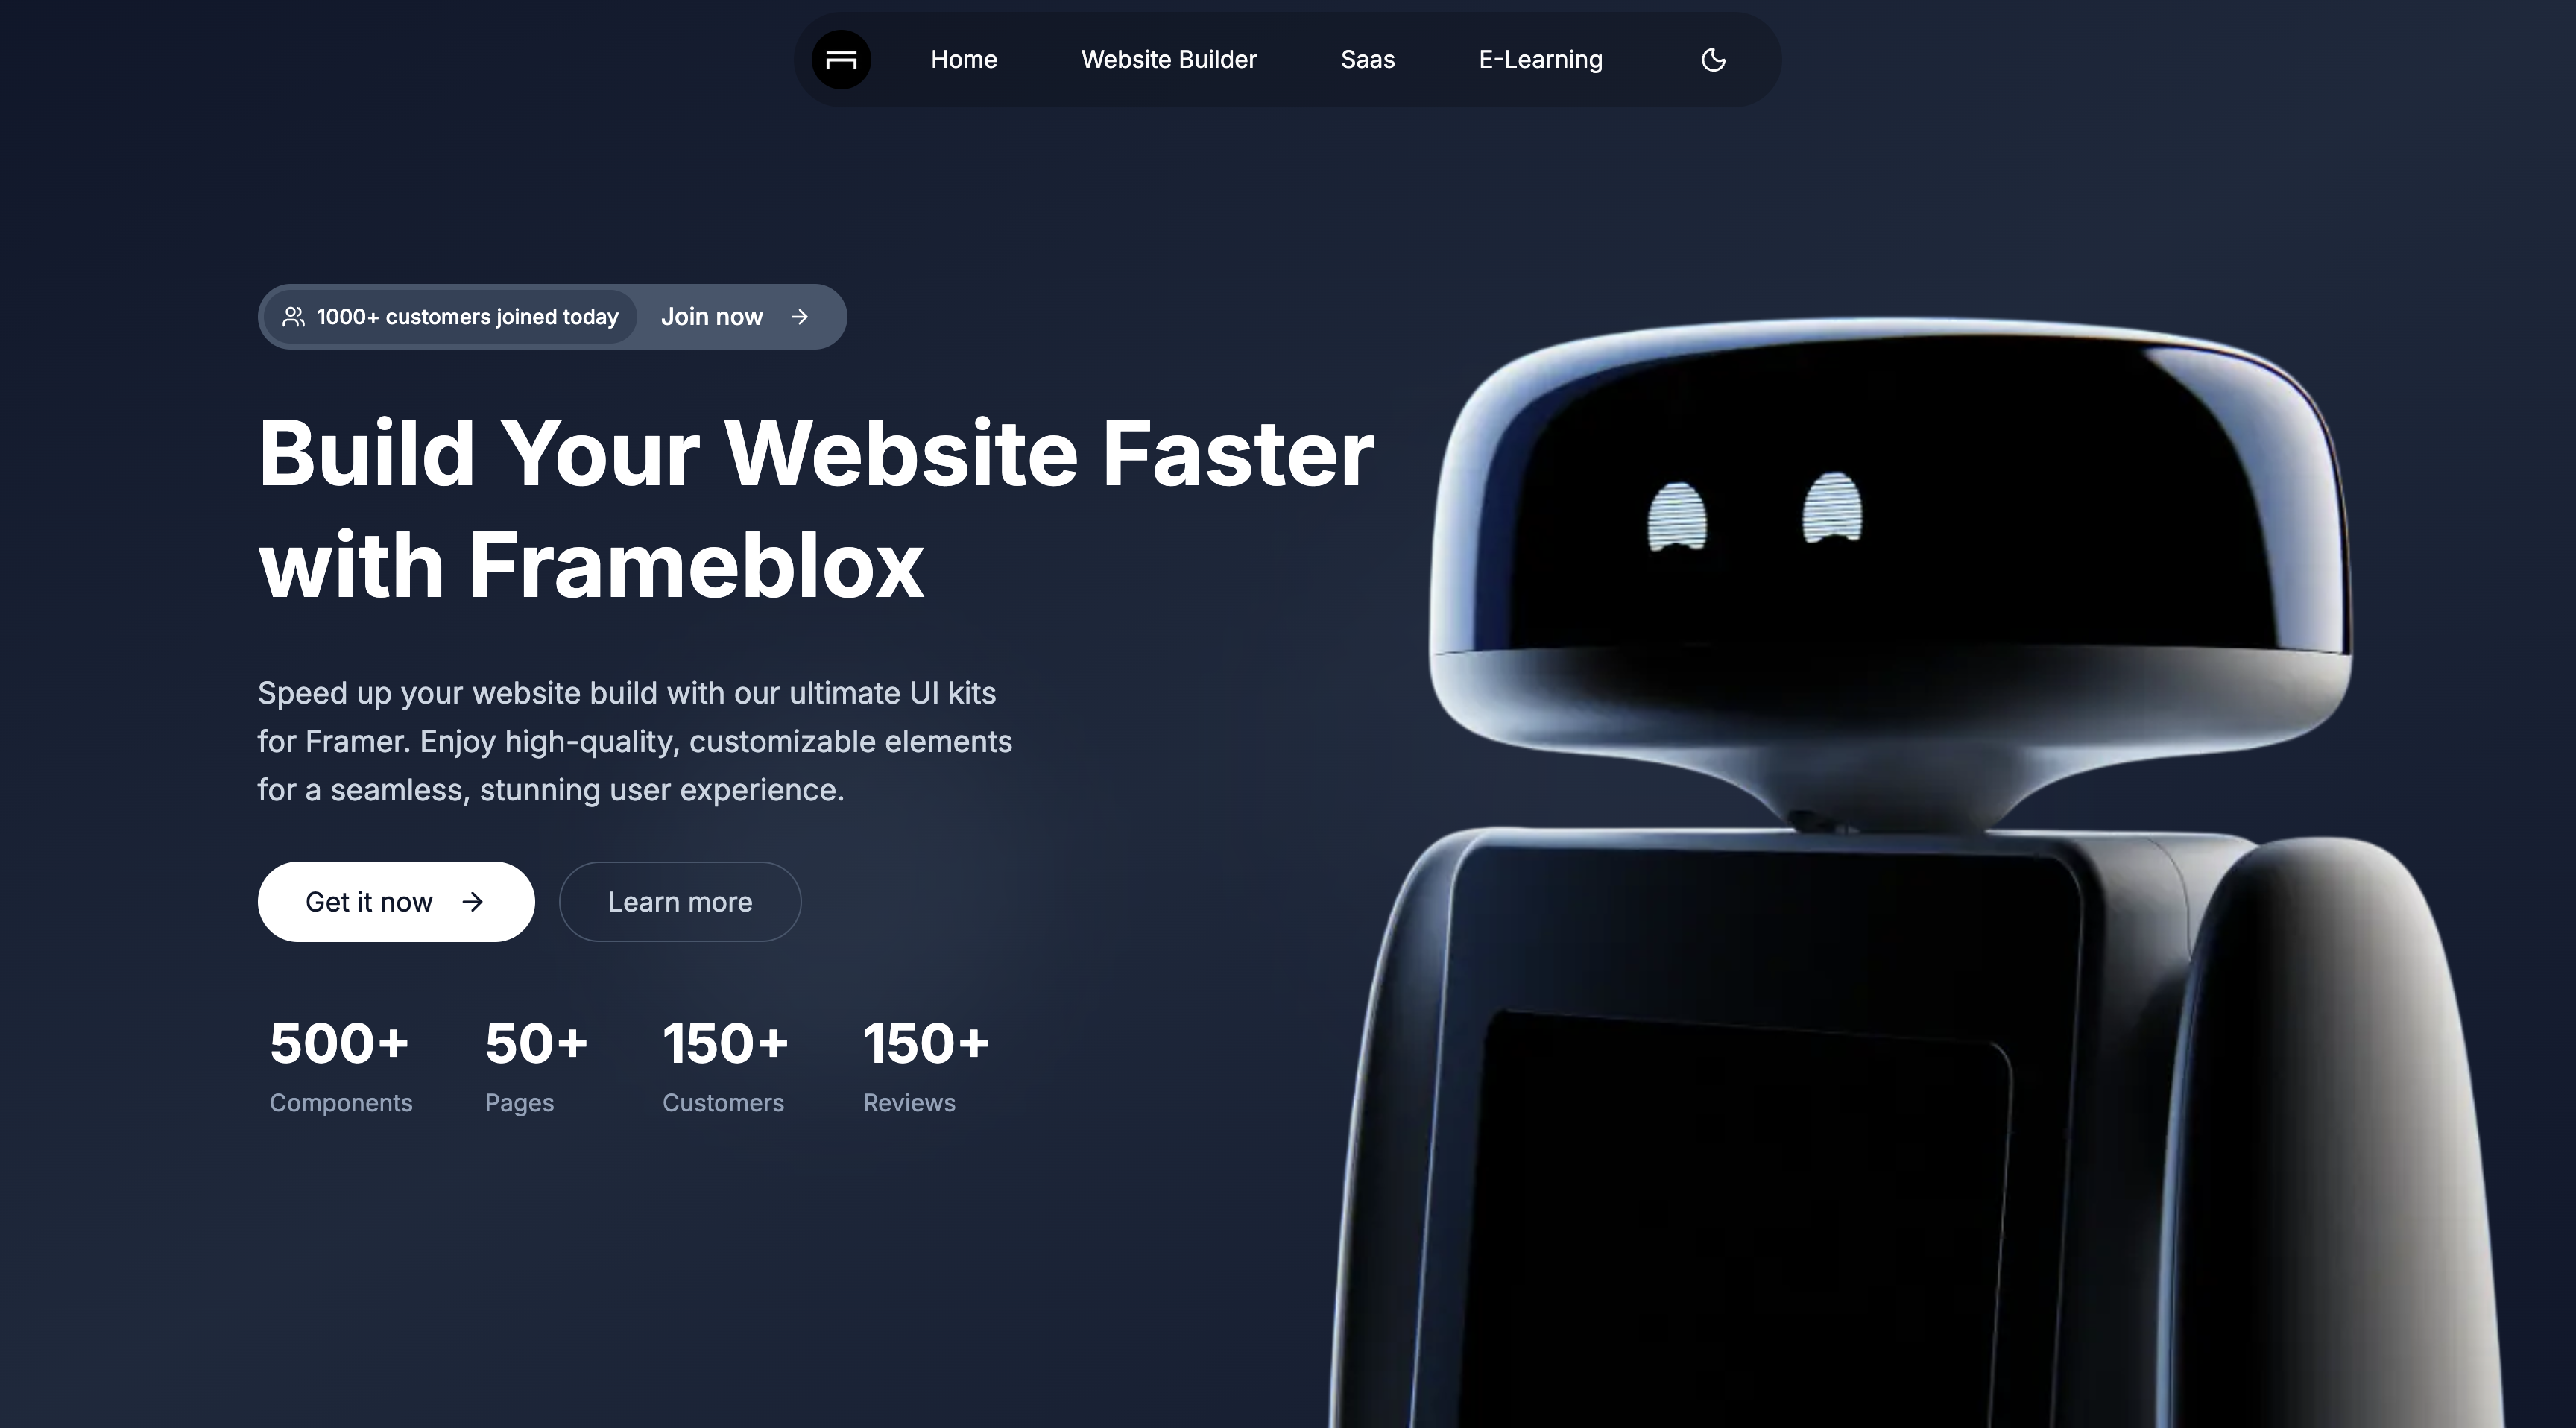 Home Website Builder Saas E-Learning
1000+ customers joined today Join now
Build Your Website Faster
with Frameblox
Speed up your website build with our ultimate UI kits
for Framer. Enjoy high-quality, customizable elements
for a seamless, stunning user experience.
Get it now Learn more
500+ 50+ 150+ 150+
Components Pages Customers Reviews